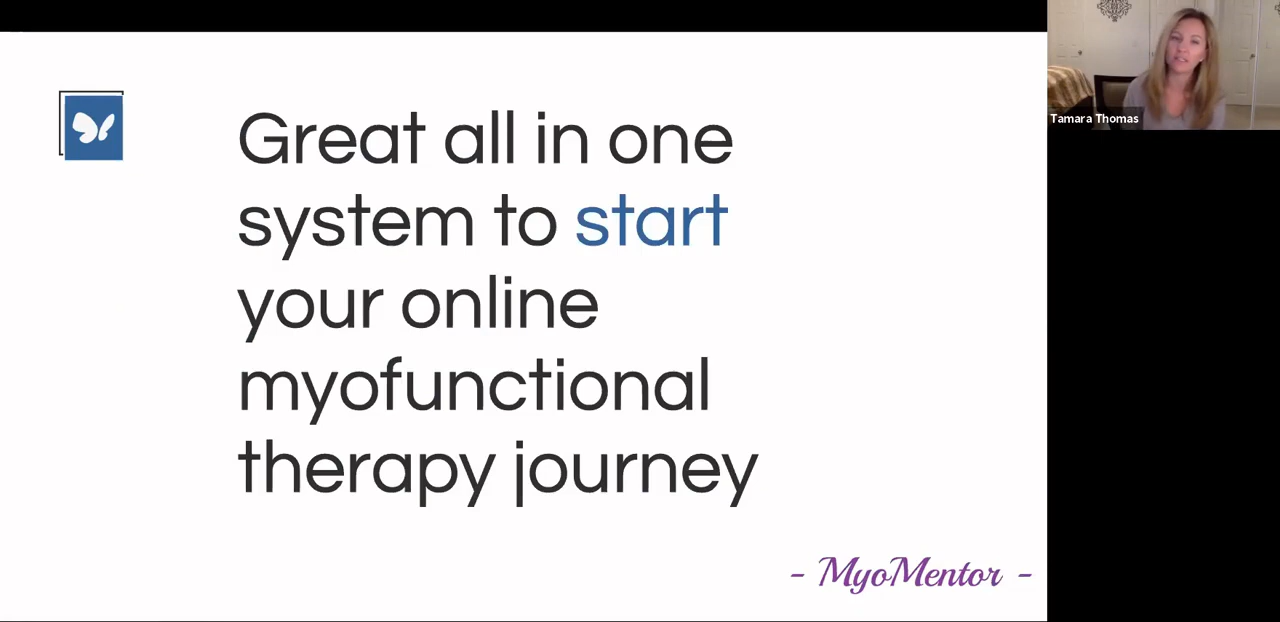 Great all in one
system to start
your online
myofunctional
therapy journey
- MyoMentor -
Tamara Thomas